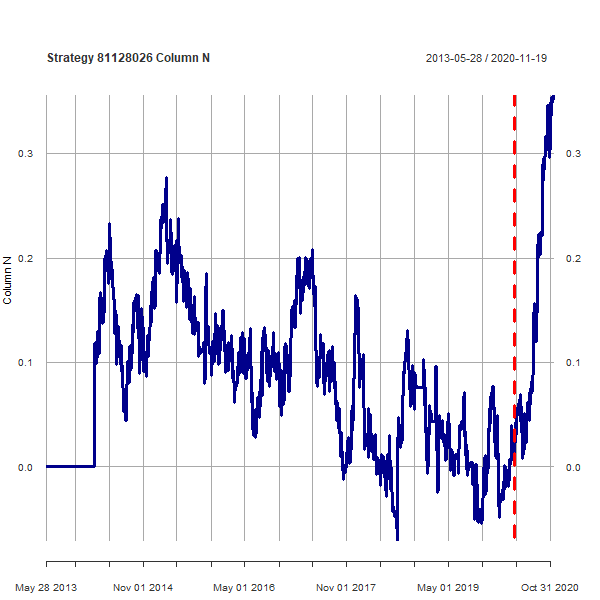 Strategy 81128026 Column N 2013-05-28 / 2020-11-19
0.3 0.3
0.2 0.2
Column N
0.1 0.1
0.0 0.0
May 28 2013 Nov 01 2014 May 01 2016 Nov 01 2017 May 01 2019 Oct 31 2020